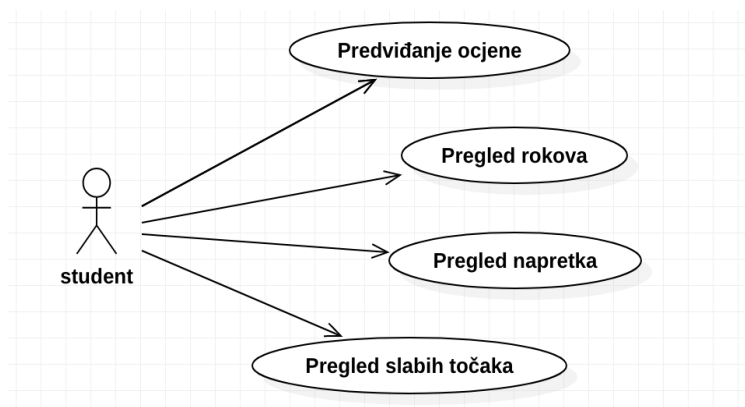 Predviđanje ocjene
Pregled rokova
Pregled napretka
student
Pregled slabih točaka